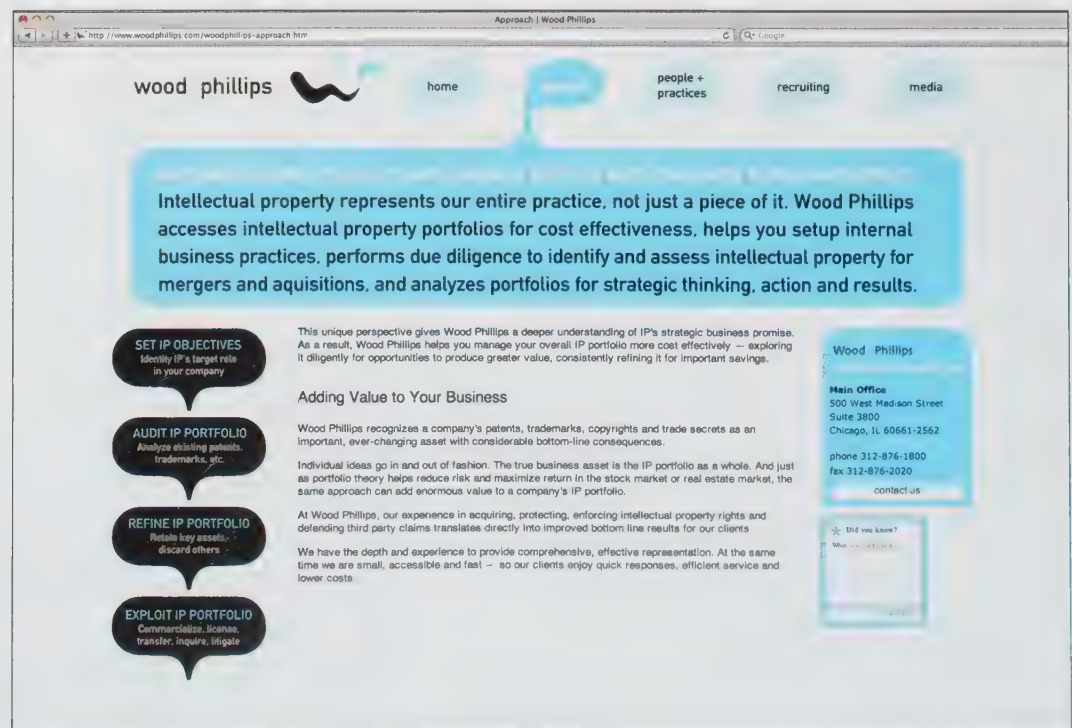 Approach | Wood Phillips
http //www.woodphillips com/woodphillips-approach htm
Google
wood phillips
home
people +
practices
recruiting
media
Intellectual property represents our entire practice, not just a piece of it. Wood Phillips
accesses intellectual property portfolios for cost effectiveness, helps you setup internal
business practices, performs due diligence to identify and assess intellectual property for
mergers and aquisitions, and analyzes portfolios for strategic thinking, action and results.
SET IP OBJECTIVES
Identify IP's target role
in your company
AUDIT IP PORTFOLIO
Analyze existing patents,
trademarks, etc.
REFINE IP PORTFOLIO
Retain key assets,
discard others
EXPLOIT IP PORTFOLIO
Commercialize, license,
transfer, inquire, litigate
This unique perspective gives Wood Phillips a deeper understanding of IP's strategic business promise.
As a result, Wood Phillips helps you manage your overall IP portfolio more cost effectively — exploring
it diligently for opportunities to produce greater value, consistently refining it for important savings.
Adding Value to Your Business
Wood Phillips recognizes a company's patents, trademarks, copyrights and trade secrets as an
important, ever-changing asset with considerable bottom-line consequences.
Individual ideas go in and out of fashion. The true business asset is the IP portfolio as a whole. And just
as portfolio theory helps reduce risk and maximize return in the stock market or real estate market, the
same approach can add enormous value to a company's IP portfolio.
At Wood Phillips, our experience in acquiring, protecting, enforcing intellectual property rights and
defending third party claims translates directly into improved bottom line results for our clients
We have the depth and experience to provide comprehensive, effective representation. At the same
time we are small, accessible and fast — so our clients enjoy quick responses, efficient service and
lower costs
Wood Phillips
Main Office
500 West Madison Street
Suite 3800
Chicago, IL 60661-2562
phone 312-876-1800
fax 312-876-2020
contact us
Did you know?
What